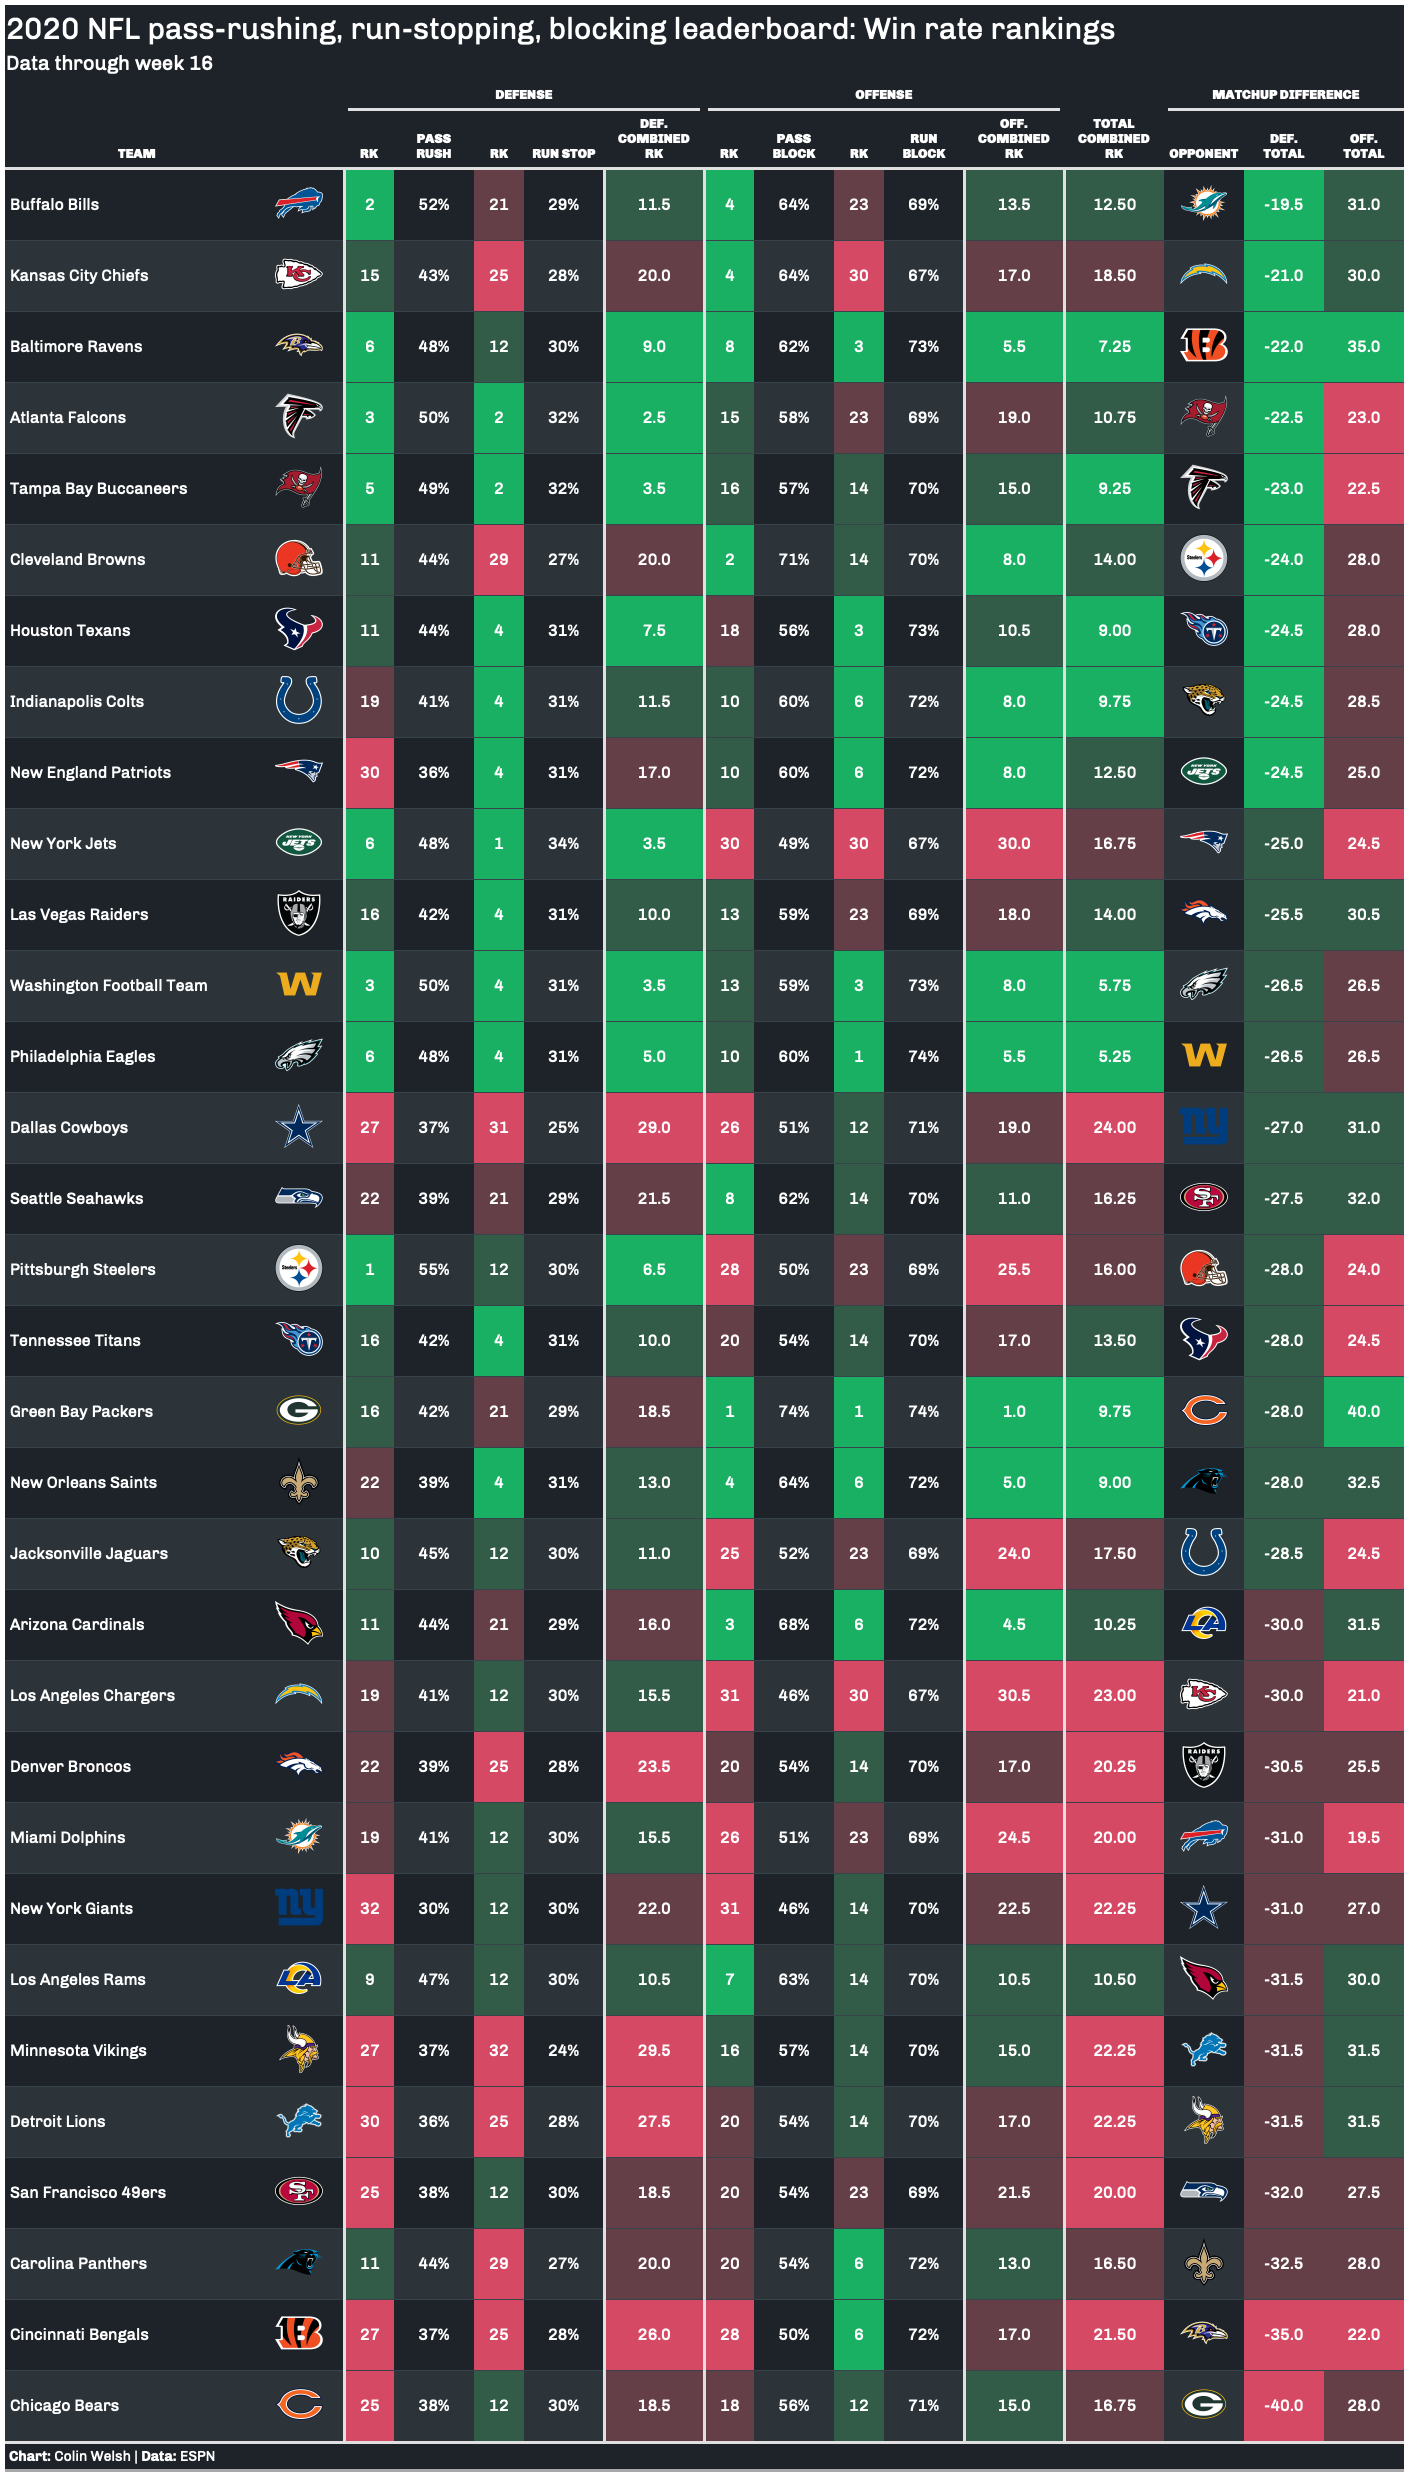 2020 NFL pass-rushing, run-stopping, blocking leaderboard: Win rate rankings
Data through week 16
DEFENSE OFFENSE MATCHUP DIFFERENCE
TEAM RK PASS RUSH RK RUN STOP DEF. COMBINED RK RK PASS BLOCK RK RUN BLOCK OFF. COMBINED RK TOTAL COMBINED RK OPPONENT DEF. TOTAL OFF. TOTAL
Buffalo Bills 2 52% 21 29% 11.5 4 64% 23 69% 13.5 12.50 -19.5 31.0
Kansas City Chiefs KC 15 43% 25 28% 20.0 4 64% 30 67% 17.0 18.50 -21.0 30.0
Baltimore Ravens 6 48% 12 30% 9.0 8 62% 3 73% 5.5 7.25 B -22.0 35.0
Atlanta Falcons 3 50% 2 32% 2.5 15 58% 23 69% 19.0 10.75 -22.5 23.0
Tampa Bay Buccaneers 5 49% 2 32% 3.5 16 57% 14 70% 15.0 9.25 -23.0 22.5
Cleveland Browns 11 44% 29 27% 20.0 2 71% 14 70% 8.0 14.00 Steelers -24.0 28.0
Houston Texans 11 44% 4 31% 7.5 18 56% 3 73% 10.5 9.00 T -24.5 28.0
Indianapolis Colts 19 41% 4 31% 11.5 10 60% 6 72% 8.0 9.75 -24.5 28.5
New England Patriots 30 36% 4 31% 17.0 10 60% 6 72% 8.0 12.50 NEW YORK JETS -24.5 25.0
New York Jets NEW YORK JETS 6 48% 1 34% 3.5 30 49% 30 67% 30.0 16.75 -25.0 24.5
Las Vegas Raiders RAIDERS 16 42% 4 31% 10.0 13 59% 23 69% 18.0 14.00 -25.5 30.5
Washington Football Team W 3 50% 4 31% 3.5 13 59% 3 73% 8.0 5.75 -26.5 26.5
Philadelphia Eagles 6 48% 4 31% 5.0 10 60% 1 74% 5.5 5.25 W -26.5 26.5
Dallas Cowboys 27 37% 31 25% 29.0 26 51% 12 71% 19.0 24.00 ny -27.0 31.0
Seattle Seahawks 22 39% 21 29% 21.5 8 62% 14 70% 11.0 16.25 SF -27.5 32.0
Pittsburgh Steelers Steelers 1 55% 12 30% 6.5 28 50% 23 69% 25.5 16.00 -28.0 24.0
Tennessee Titans T 16 42% 4 31% 10.0 20 54% 14 70% 17.0 13.50 -28.0 24.5
Green Bay Packers G 16 42% 21 29% 18.5 1 74% 1 74% 1.0 9.75 C -28.0 40.0
New Orleans Saints 22 39% 4 31% 13.0 4 64% 6 72% 5.0 9.00 -28.0 32.5
Jacksonville Jaguars 10 45% 12 30% 11.0 25 52% 23 69% 24.0 17.50 -28.5 24.5
Arizona Cardinals 11 44% 21 29% 16.0 3 68% 6 72% 4.5 10.25 LA -30.0 31.5
Los Angeles Chargers 19 41% 12 30% 15.5 31 46% 30 67% 30.5 23.00 KC -30.0 21.0
Denver Broncos 22 39% 25 28% 23.5 20 54% 14 70% 17.0 20.25 RAIDERS -30.5 25.5
Miami Dolphins 19 41% 12 30% 15.5 26 51% 23 69% 24.5 20.00 -31.0 19.5
New York Giants ny 32 30% 12 30% 22.0 31 46% 14 70% 22.5 22.25 -31.0 27.0
Los Angeles Rams LA 9 47% 12 30% 10.5 7 63% 14 70% 10.5 10.50 -31.5 30.0
Minnesota Vikings 27 37% 32 24% 29.5 16 57% 14 70% 15.0 22.25 -31.5 31.5
Detroit Lions 30 36% 25 28% 27.5 20 54% 14 70% 17.0 22.25 -31.5 31.5
San Francisco 49ers SF 25 38% 12 30% 18.5 20 54% 23 69% 21.5 20.00 -32.0 27.5
Carolina Panthers 11 44% 29 27% 20.0 20 54% 6 72% 13.0 16.50 -32.5 28.0
Cincinnati Bengals B 27 37% 25 28% 26.0 28 50% 6 72% 17.0 21.50 -35.0 22.0
Chicago Bears C 25 38% 12 30% 18.5 18 56% 12 71% 15.0 16.75 G -40.0 28.0
Chart: Colin Welsh | Data: ESPN